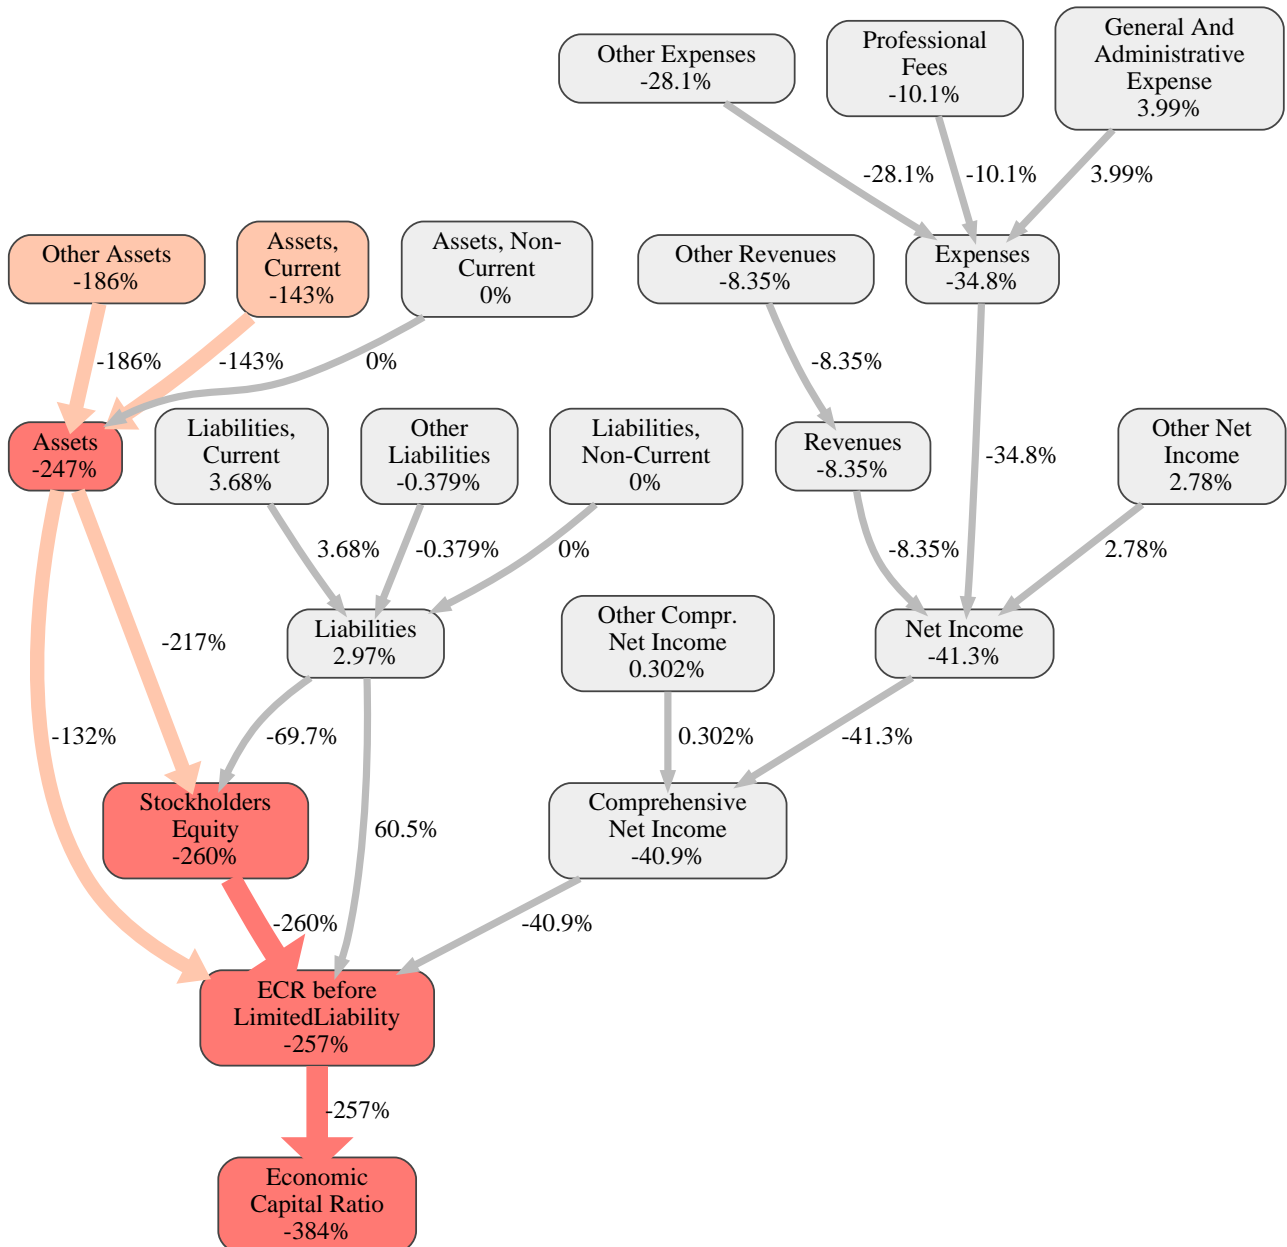 Other Expenses
-28.1%
Professional
Fees
-10.1%
General And
Administrative
Expense
3.99%
-28.1%
-10.1%
3.99%
Other Assets
-186%
Assets,
Current
-143%
Assets, Non-
Current
0%
Other Revenues
-8.35%
Expenses
-34.8%
-186%
-143%
0%
-8.35%
Assets
-247%
Liabilities,
Current
3.68%
Other
Liabilities
-0.379%
Liabilities,
Non-Current
0%
Revenues
-8.35%
-34.8%
Other Net
Income
2.78%
3.68%
-0.379%
0%
-8.35%
2.78%
-217%
Liabilities
2.97%
Other Compr.
Net Income
0.302%
Net Income
-41.3%
-132%
-69.7%
0.302%
-41.3%
Stockholders
Equity
-260%
60.5%
Comprehensive
Net Income
-40.9%
-260%
-40.9%
ECR before
LimitedLiability
-257%
-257%
Economic
Capital Ratio
-384%